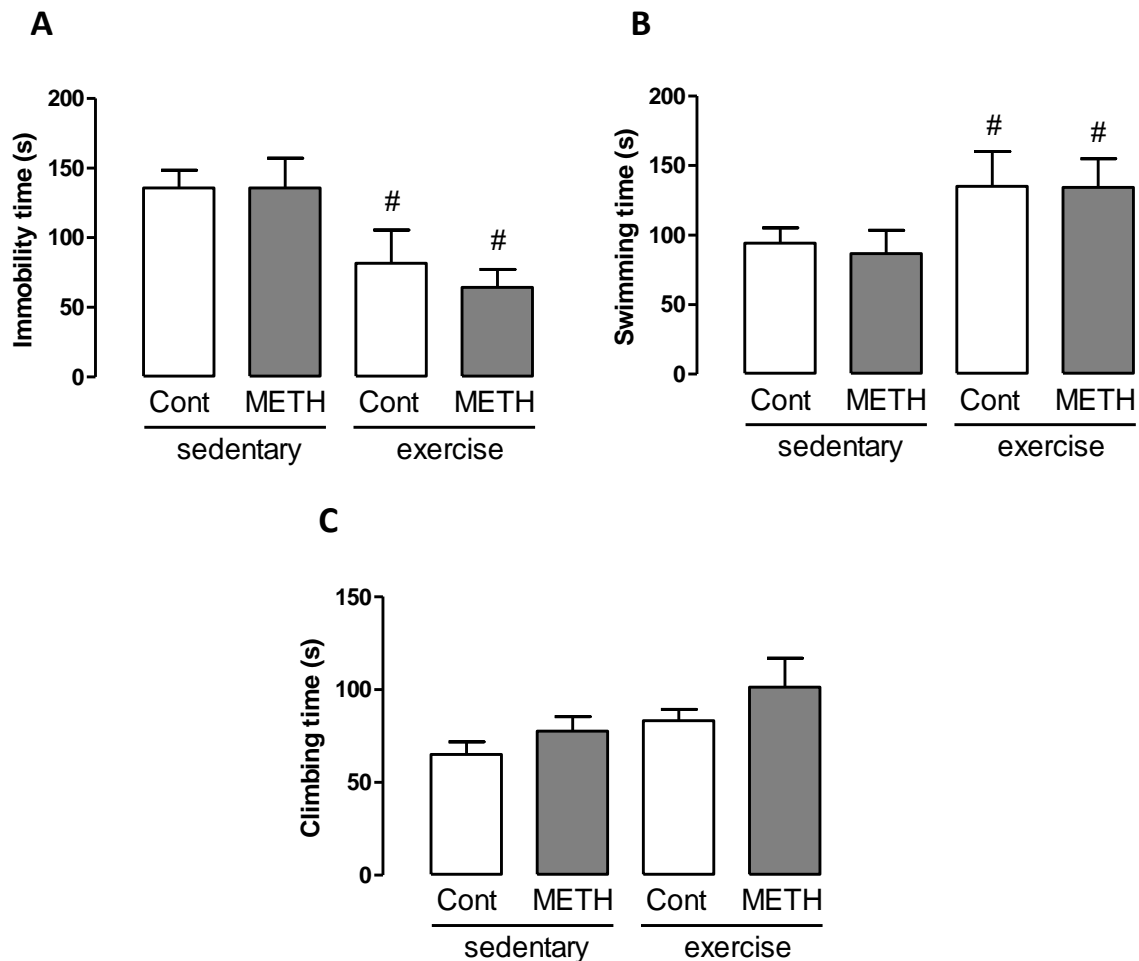 A
Immobility time (s)
200
150
100
50
0
#
#
Cont METH Cont METH
sedentary exercise
B
Swimming time (s)
200
150
100
50
0
#
#
Cont METH Cont METH
sedentary exercise
C
Climbing time (s)
150
100
50
0
Cont METH Cont METH
sedentary exercise